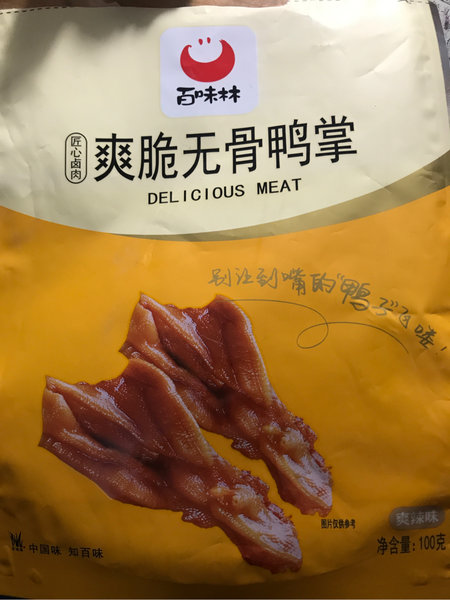 百味林
匠心卤肉
爽脆无骨鸭掌
DELICIOUS MEAT
别让到嘴的"鸭子"飞喽!
图片仅供参考
爽辣味
中国味 知百味
净含量:100克